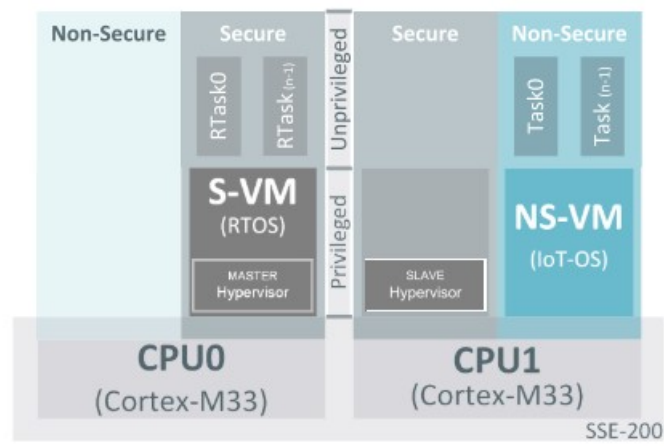 Non-Secure
Secure
Unprivileged
Secure
Non-Secure
RTask0
RTask (n-1)
Task0
Task (n-1)
S-VM
(RTOS)
Privileged
NS-VM
(IoT-OS)
MASTER
Hypervisor
SLAVE
Hypervisor
CPU0
(Cortex-M33)
CPU1
(Cortex-M33)
SSE-200